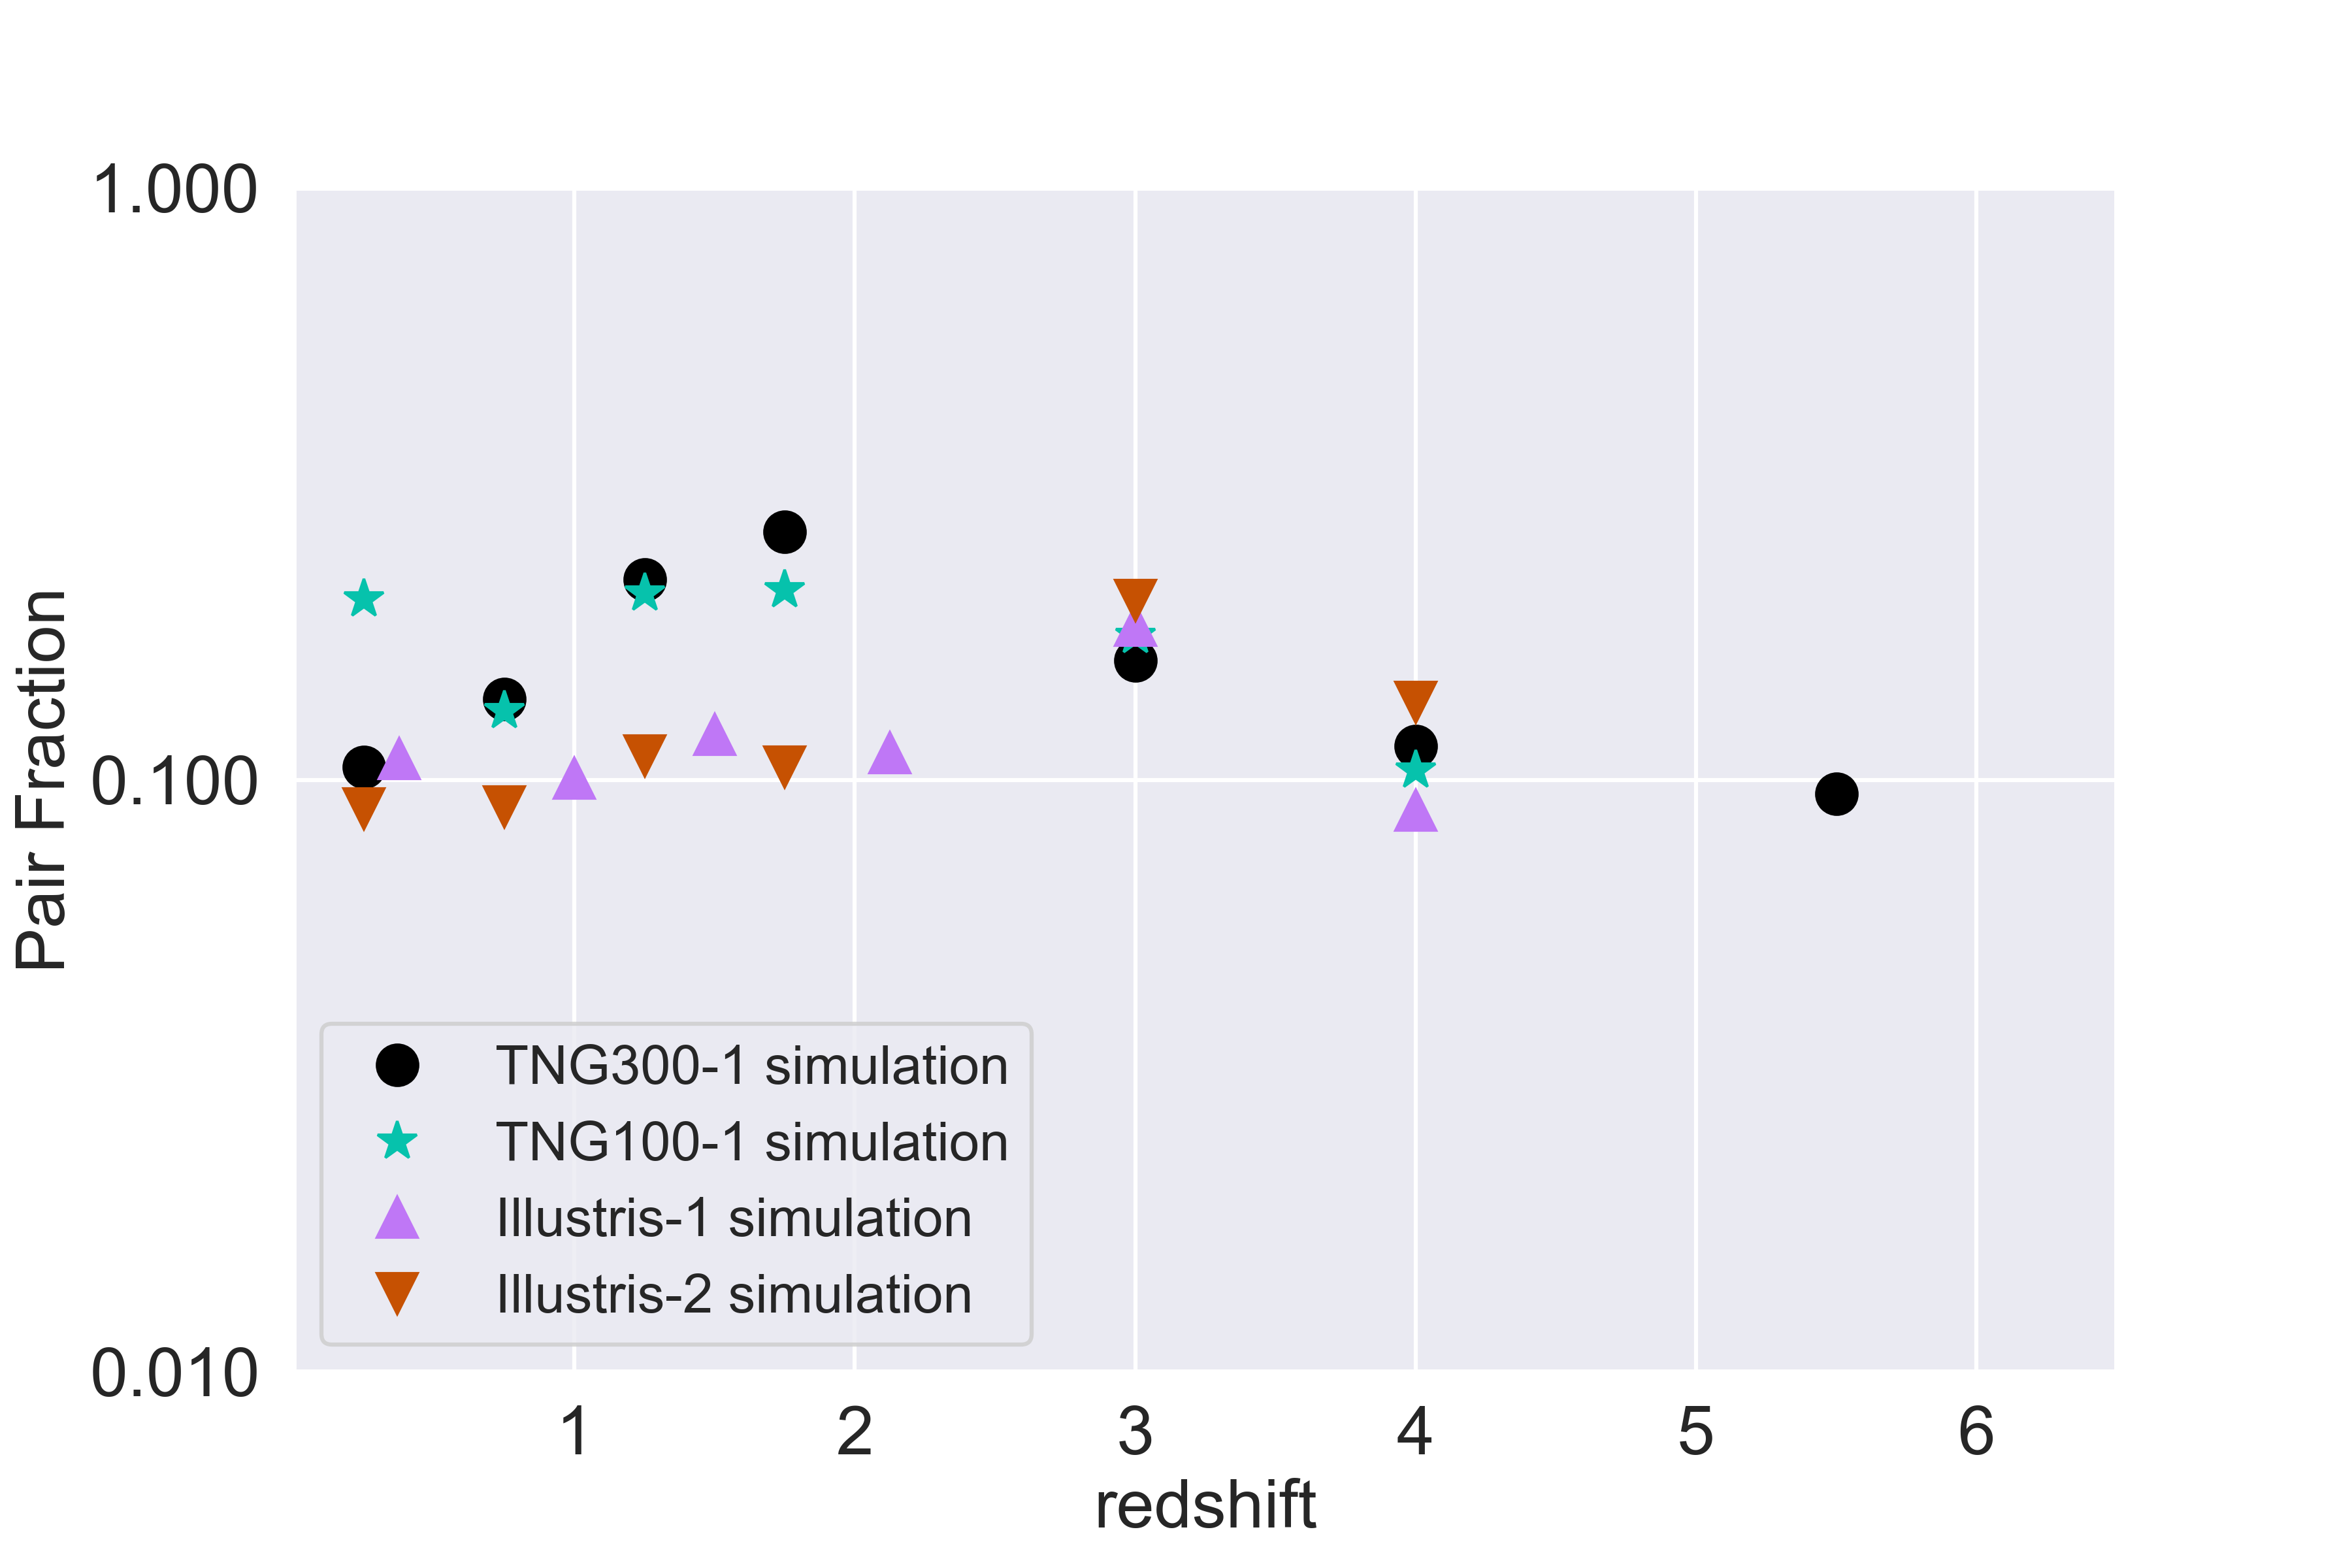 1.000
0.100
0.010
Pair Fraction
TNG300-1 simulation
TNG100-1 simulation
Illustris-1 simulation
Illustris-2 simulation
1 2 3 4 5 6
redshift